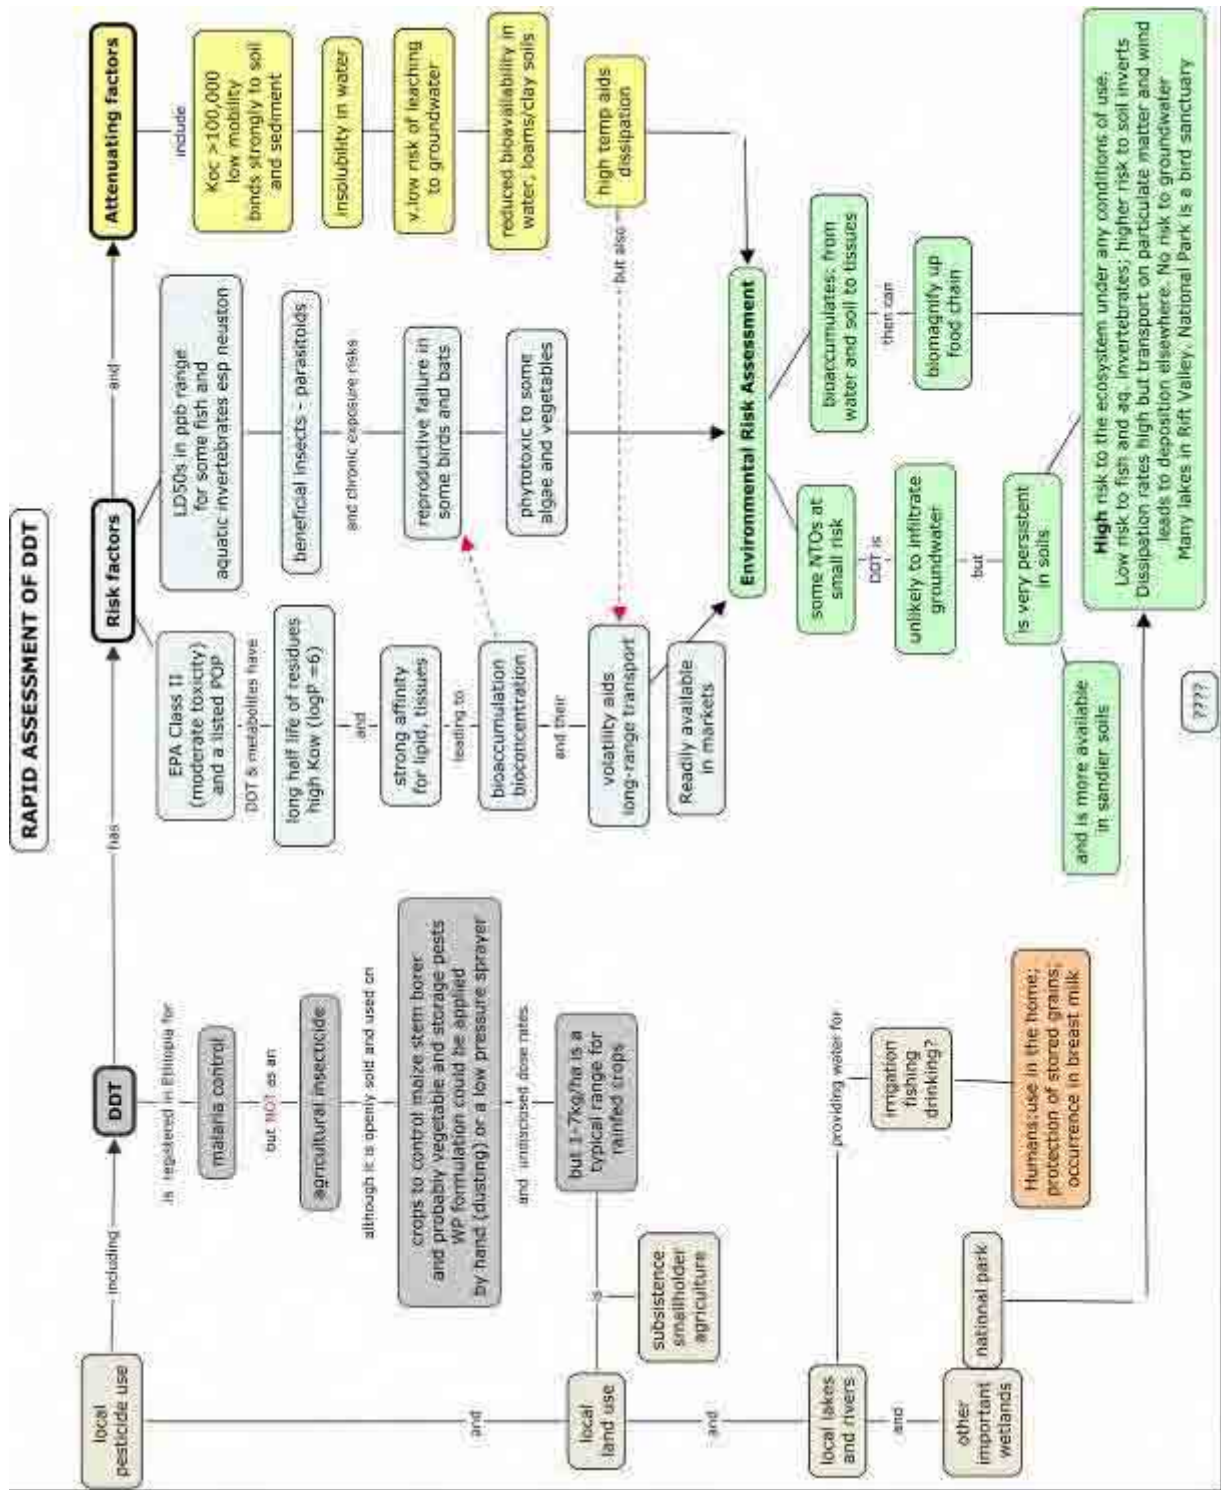 RAPID ASSESSMENT OF DDT
local
pesticide use
including
DDT
has
Risk factors
and
Attenuating factors
is registered in Ethiopia for
malaria control
but NOT as an
agricultural insecticide
although it is openly sold and used on
crops to control maize stem borer
and probably vegetable and storage pests
WP formulation could be applied
by hand (dusting) or a low pressure sprayer
and undisclosed dose rates
but 1-7kg/ha is a
typical range for
rainfed crops
EPA Class II
(moderate toxicity)
and a listed POP
DDT & metabolites have
long half life of residues
high Kow (logP =6)
and
strong affinity
for lipid, tissues
leading to
bioaccumulation
bioconcentration
and their
volatility aids
long-range transport
Readily available
in markets
LD50s in ppb range
for some fish and
aquatic invertebrates esp neuston
beneficial insects - parasitoids
and chronic exposure risks
reproductive failure in
some birds and bats
phytotoxic to some
algae and vegetables
include
Koc >100,000
low mobility
binds strongly to soil
and sediment
insolubility in water
v.low risk of leaching
to groundwater
reduced bioavailability in
water, loams/clay soils
high temp aids
dissipation
but also
Environmental Risk Assessment
some NTOs at
small risk
DDT is
unlikely to infiltrate
groundwater
but
is very persistent
in soils
and is more available
in sandier soils
bioaccumulates: from
water and soil to tissues
then can
biomagnify up
food chain
High risk to the ecosystem under any conditions of use.
Low risk to fish and aq. invertebrates; higher risk to soil inverts
Dissipation rates high but transport on particulate matter and wind
leads to deposition elsewhere. No risk to groundwater
Many lakes in Rift Valley. National Park is a bird sanctuary
????
and
local
land use
is
subsistence
smallholder
agriculture
and
local lakes
and rivers
providing water for
irrigation
fishing
drinking?
Humans:use in the home;
protection of stored grains;
occurrence in breast milk
and
other
important
wetlands
national park